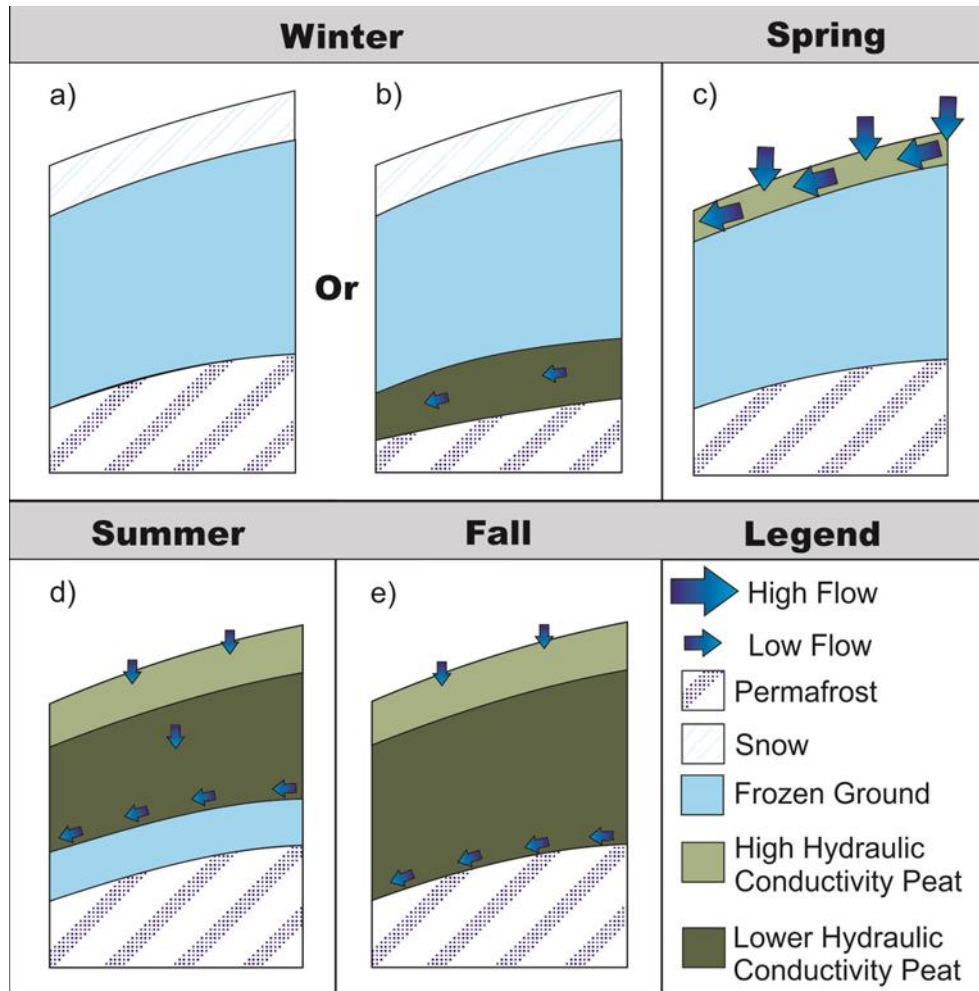 Winter
Spring
a)
b)
c)
Or
Summer
Fall
Legend
d)
e)
High Flow
Low Flow
Permafrost
Snow
Frozen Ground
High Hydraulic
Conductivity Peat
Lower Hydraulic
Conductivity Peat